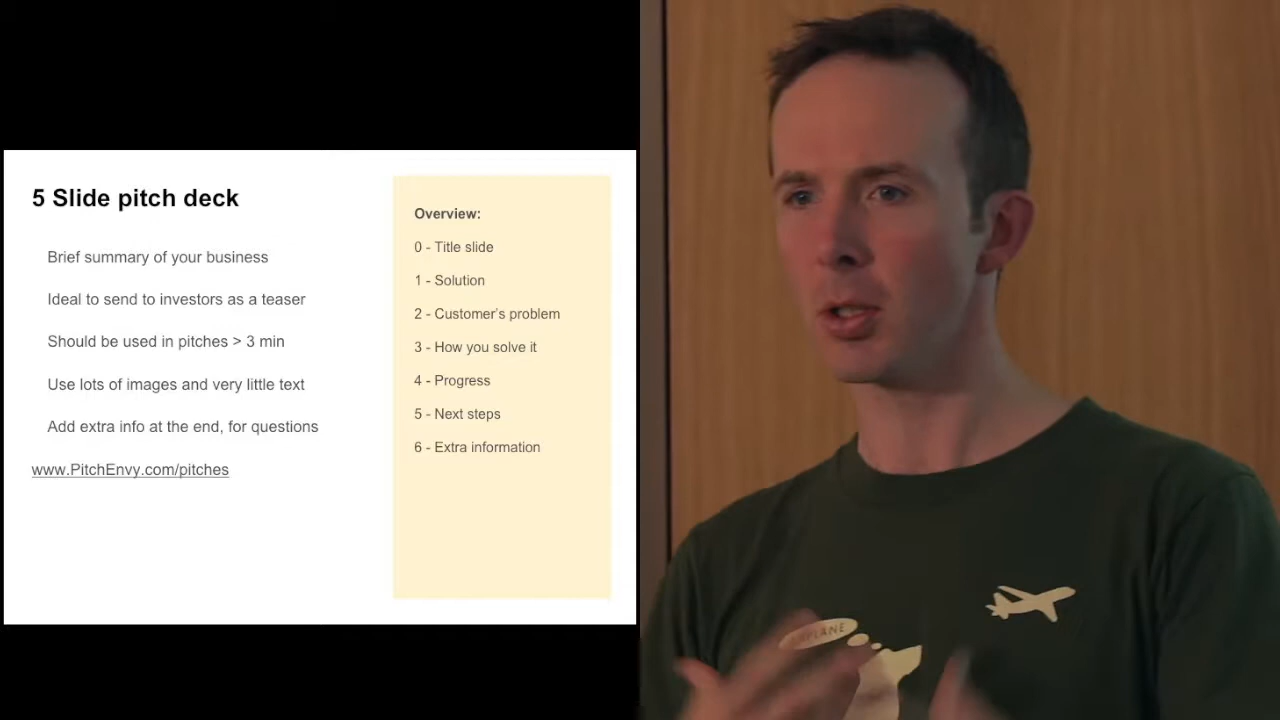 5 Slide pitch deck
Brief summary of your business
Ideal to send to investors as a teaser
Should be used in pitches > 3 min
Use lots of images and very little text
Add extra info at the end, for questions
www.PitchEnvy.com/pitches
Overview:
0 - Title slide
1 - Solution
2 - Customer's problem
3 - How you solve it
4 - Progress
5 - Next steps
6 - Extra information